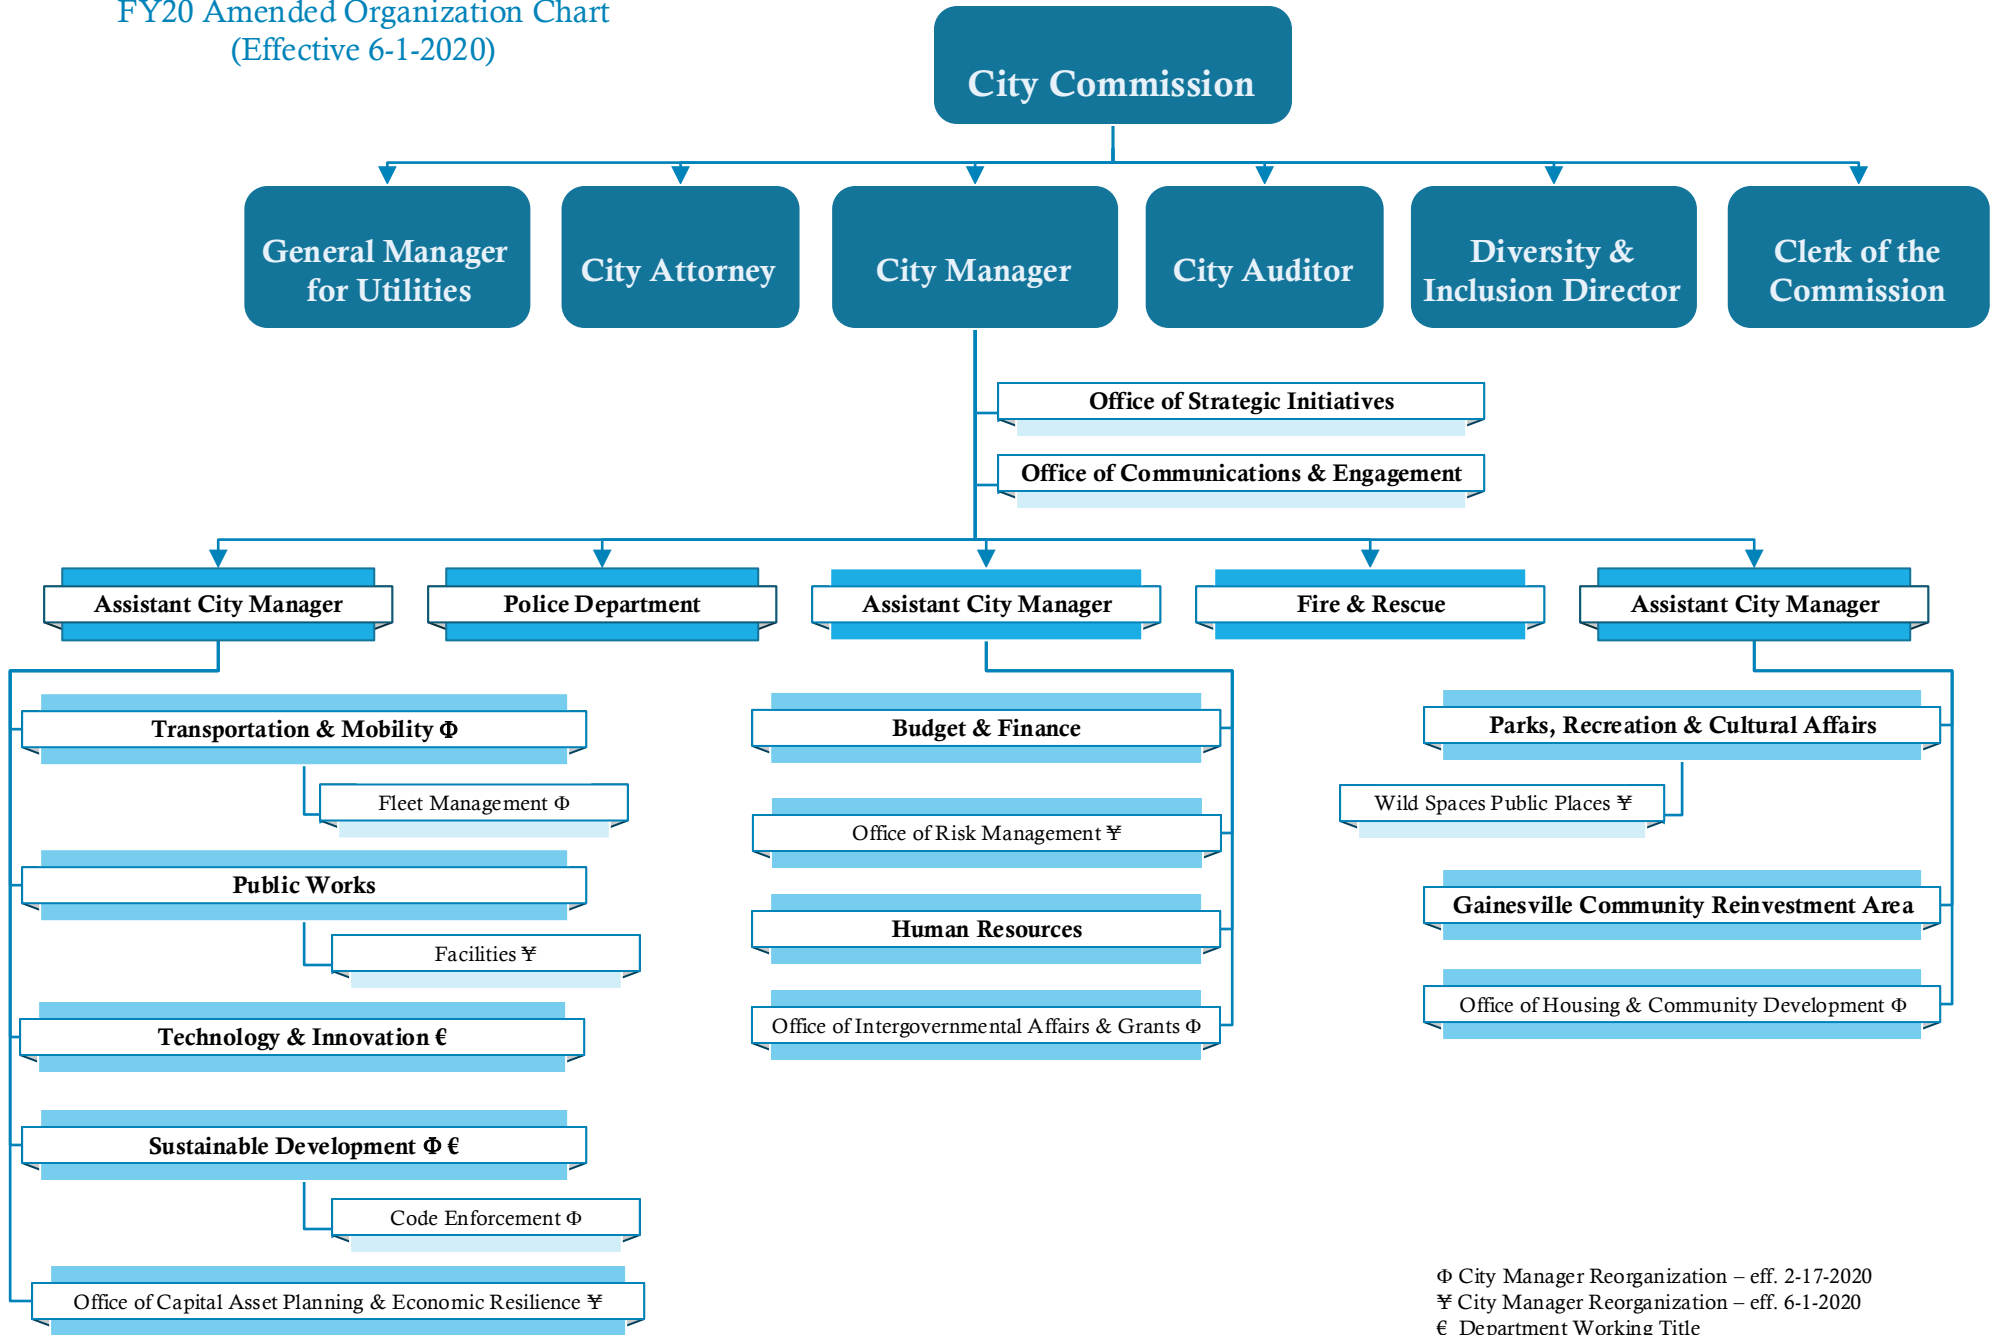 FY20 Amended Organization Chart
(Effective 6-1-2020)
City Commission
General Manager
for Utilities
City Attorney
City Manager
City Auditor
Diversity &
Inclusion Director
Clerk of the
Commission
Office of Strategic Initiatives
Office of Communications & Engagement
Assistant City Manager
Police Department
Assistant City Manager
Fire & Rescue
Assistant City Manager
Transportation & Mobility Φ
Fleet Management Φ
Public Works
Facilities ¥
Technology & Innovation €
Sustainable Development Φ €
Code Enforcement Φ
Office of Capital Asset Planning & Economic Resilience ¥
Budget & Finance
Office of Risk Management ¥
Human Resources
Office of Intergovernmental Affairs & Grants Φ
Parks, Recreation & Cultural Affairs
Wild Spaces Public Places ¥
Gainesville Community Reinvestment Area
Office of Housing & Community Development Φ
Φ City Manager Reorganization – eff. 2-17-2020
¥ City Manager Reorganization – eff. 6-1-2020
€ Department Working Title